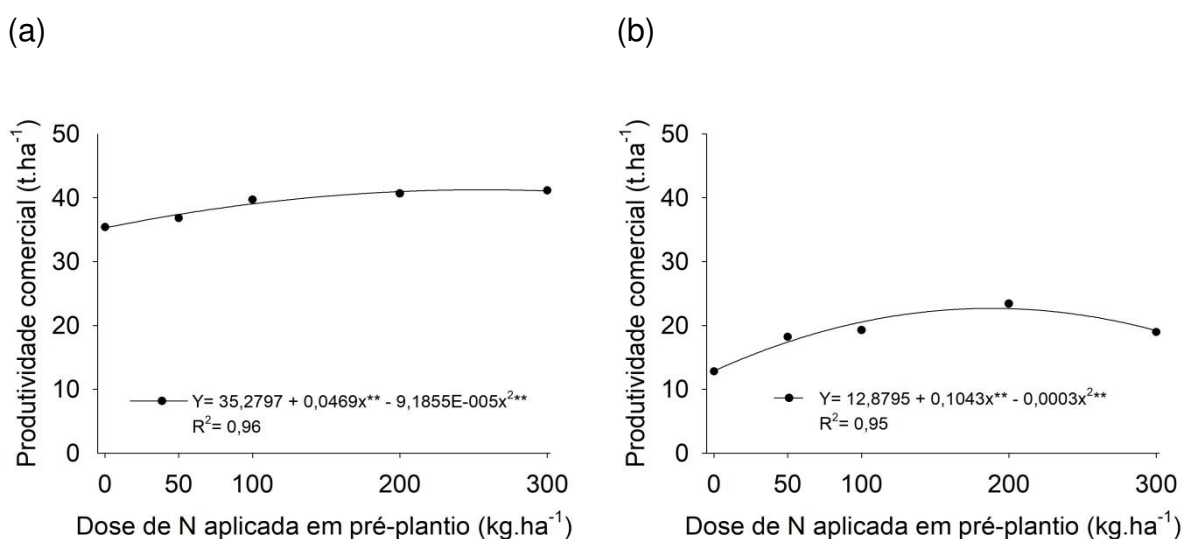 (a)
(b)
Produtividade comercial (t.ha⁻¹)
50
40
30
20
10
0
Y= 35,2797 + 0,0469x** - 9,1855E-005x²**
R²= 0,96
0 50 100 200 300
Dose de N aplicada em pré-plantio (kg.ha⁻¹)
Produtividade comercial (t.ha⁻¹)
50
40
30
20
10
0
Y= 12,8795 + 0,1043x** - 0,0003x²**
R²= 0,95
0 50 100 200 300
Dose de N aplicada em pré-plantio (kg.ha⁻¹)